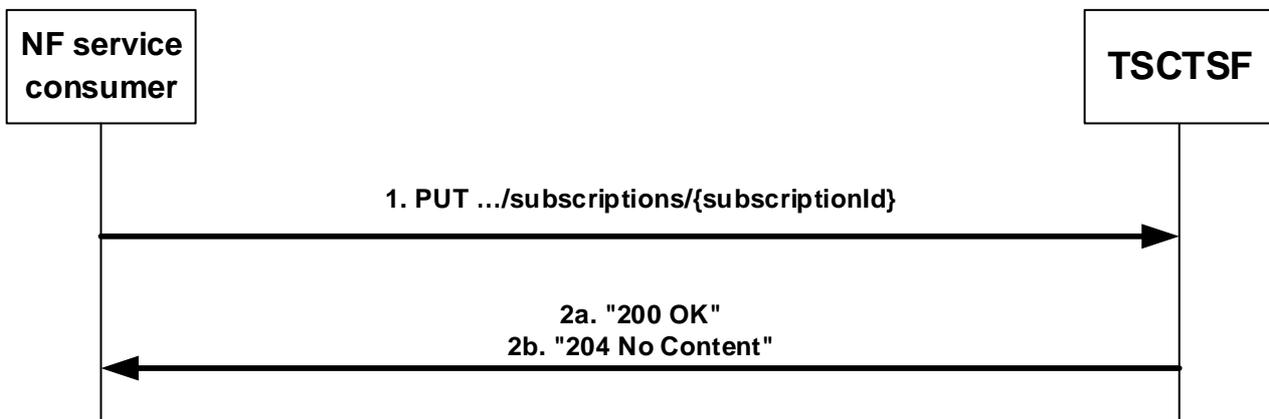 NF service
consumer
TSCTSF
1. PUT …/subscriptions/{subscriptionId}
2a. "200 OK"
2b. "204 No Content"